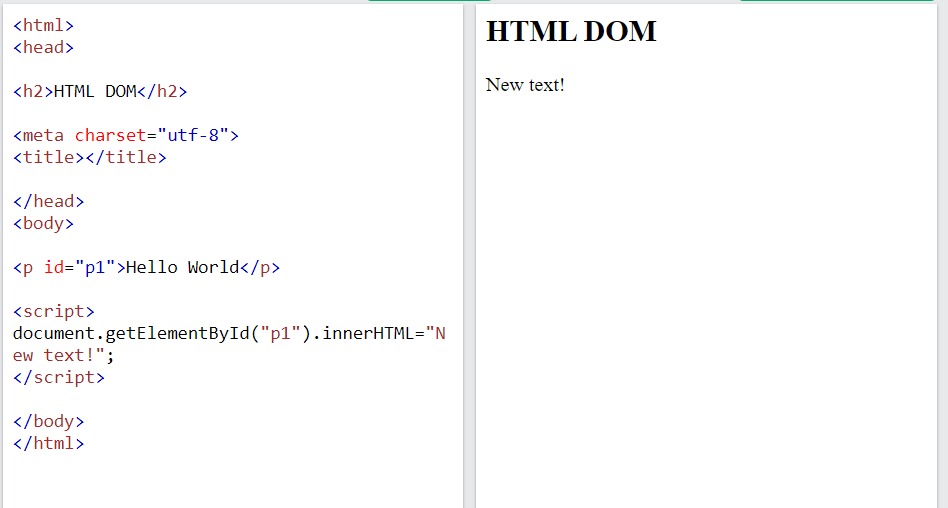 <html>
<head>
<h2>HTML DOM</h2>
<meta charset="utf-8">
<title></title>
</head>
<body>
<p id="p1">Hello World</p>
<script>
document.getElementById("p1").innerHTML="N
ew text!";
</script>
</body>
</html>
HTML DOM
New text!